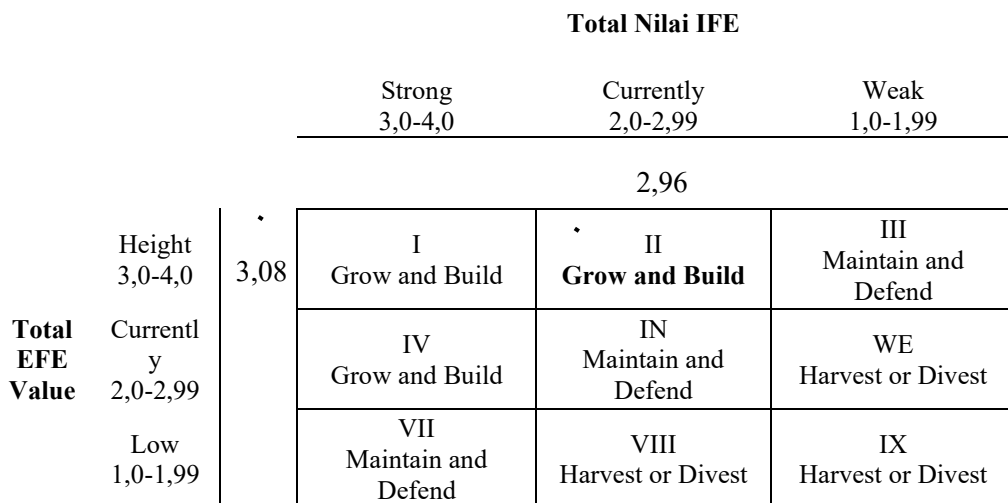 Total Nilai IFE
Strong
3,0-4,0
Currently
2,0-2,99
Weak
1,0-1,99
2,96
Height
3,0-4,0
3,08
I
Grow and Build
II
Grow and Build
III
Maintain and
Defend
Total
EFE
Value
Currentl
y
2,0-2,99
IV
Grow and Build
IN
Maintain and
Defend
WE
Harvest or Divest
Low
1,0-1,99
VII
Maintain and
Defend
VIII
Harvest or Divest
IX
Harvest or Divest